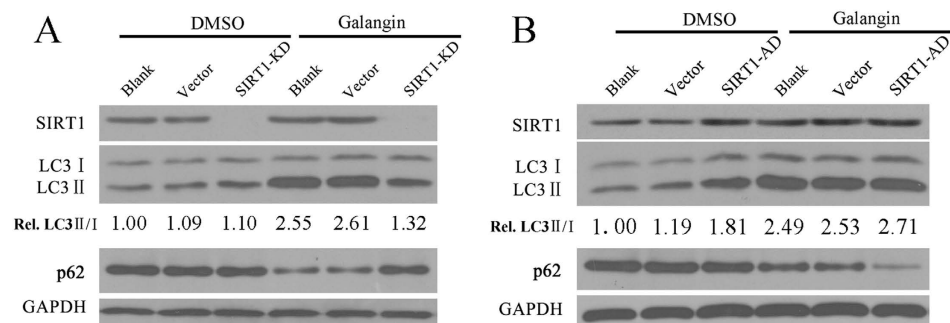 A
DMSO
Galangin
Blank
Vector
SIRT1-KD
Blank
Vector
SIRT1-KD
SIRT1
LC3 Ⅰ
LC3 Ⅱ
Rel. LC3Ⅱ/Ⅰ 1.00 1.09 1.10 2.55 2.61 1.32
p62
GAPDH
B
DMSO
Galangin
Blank
Vector
SIRT1-AD
Blank
Vector
SIRT1-AD
SIRT1
LC3 Ⅰ
LC3 Ⅱ
Rel. LC3Ⅱ/Ⅰ 1.00 1.19 1.81 2.49 2.53 2.71
p62
GAPDH